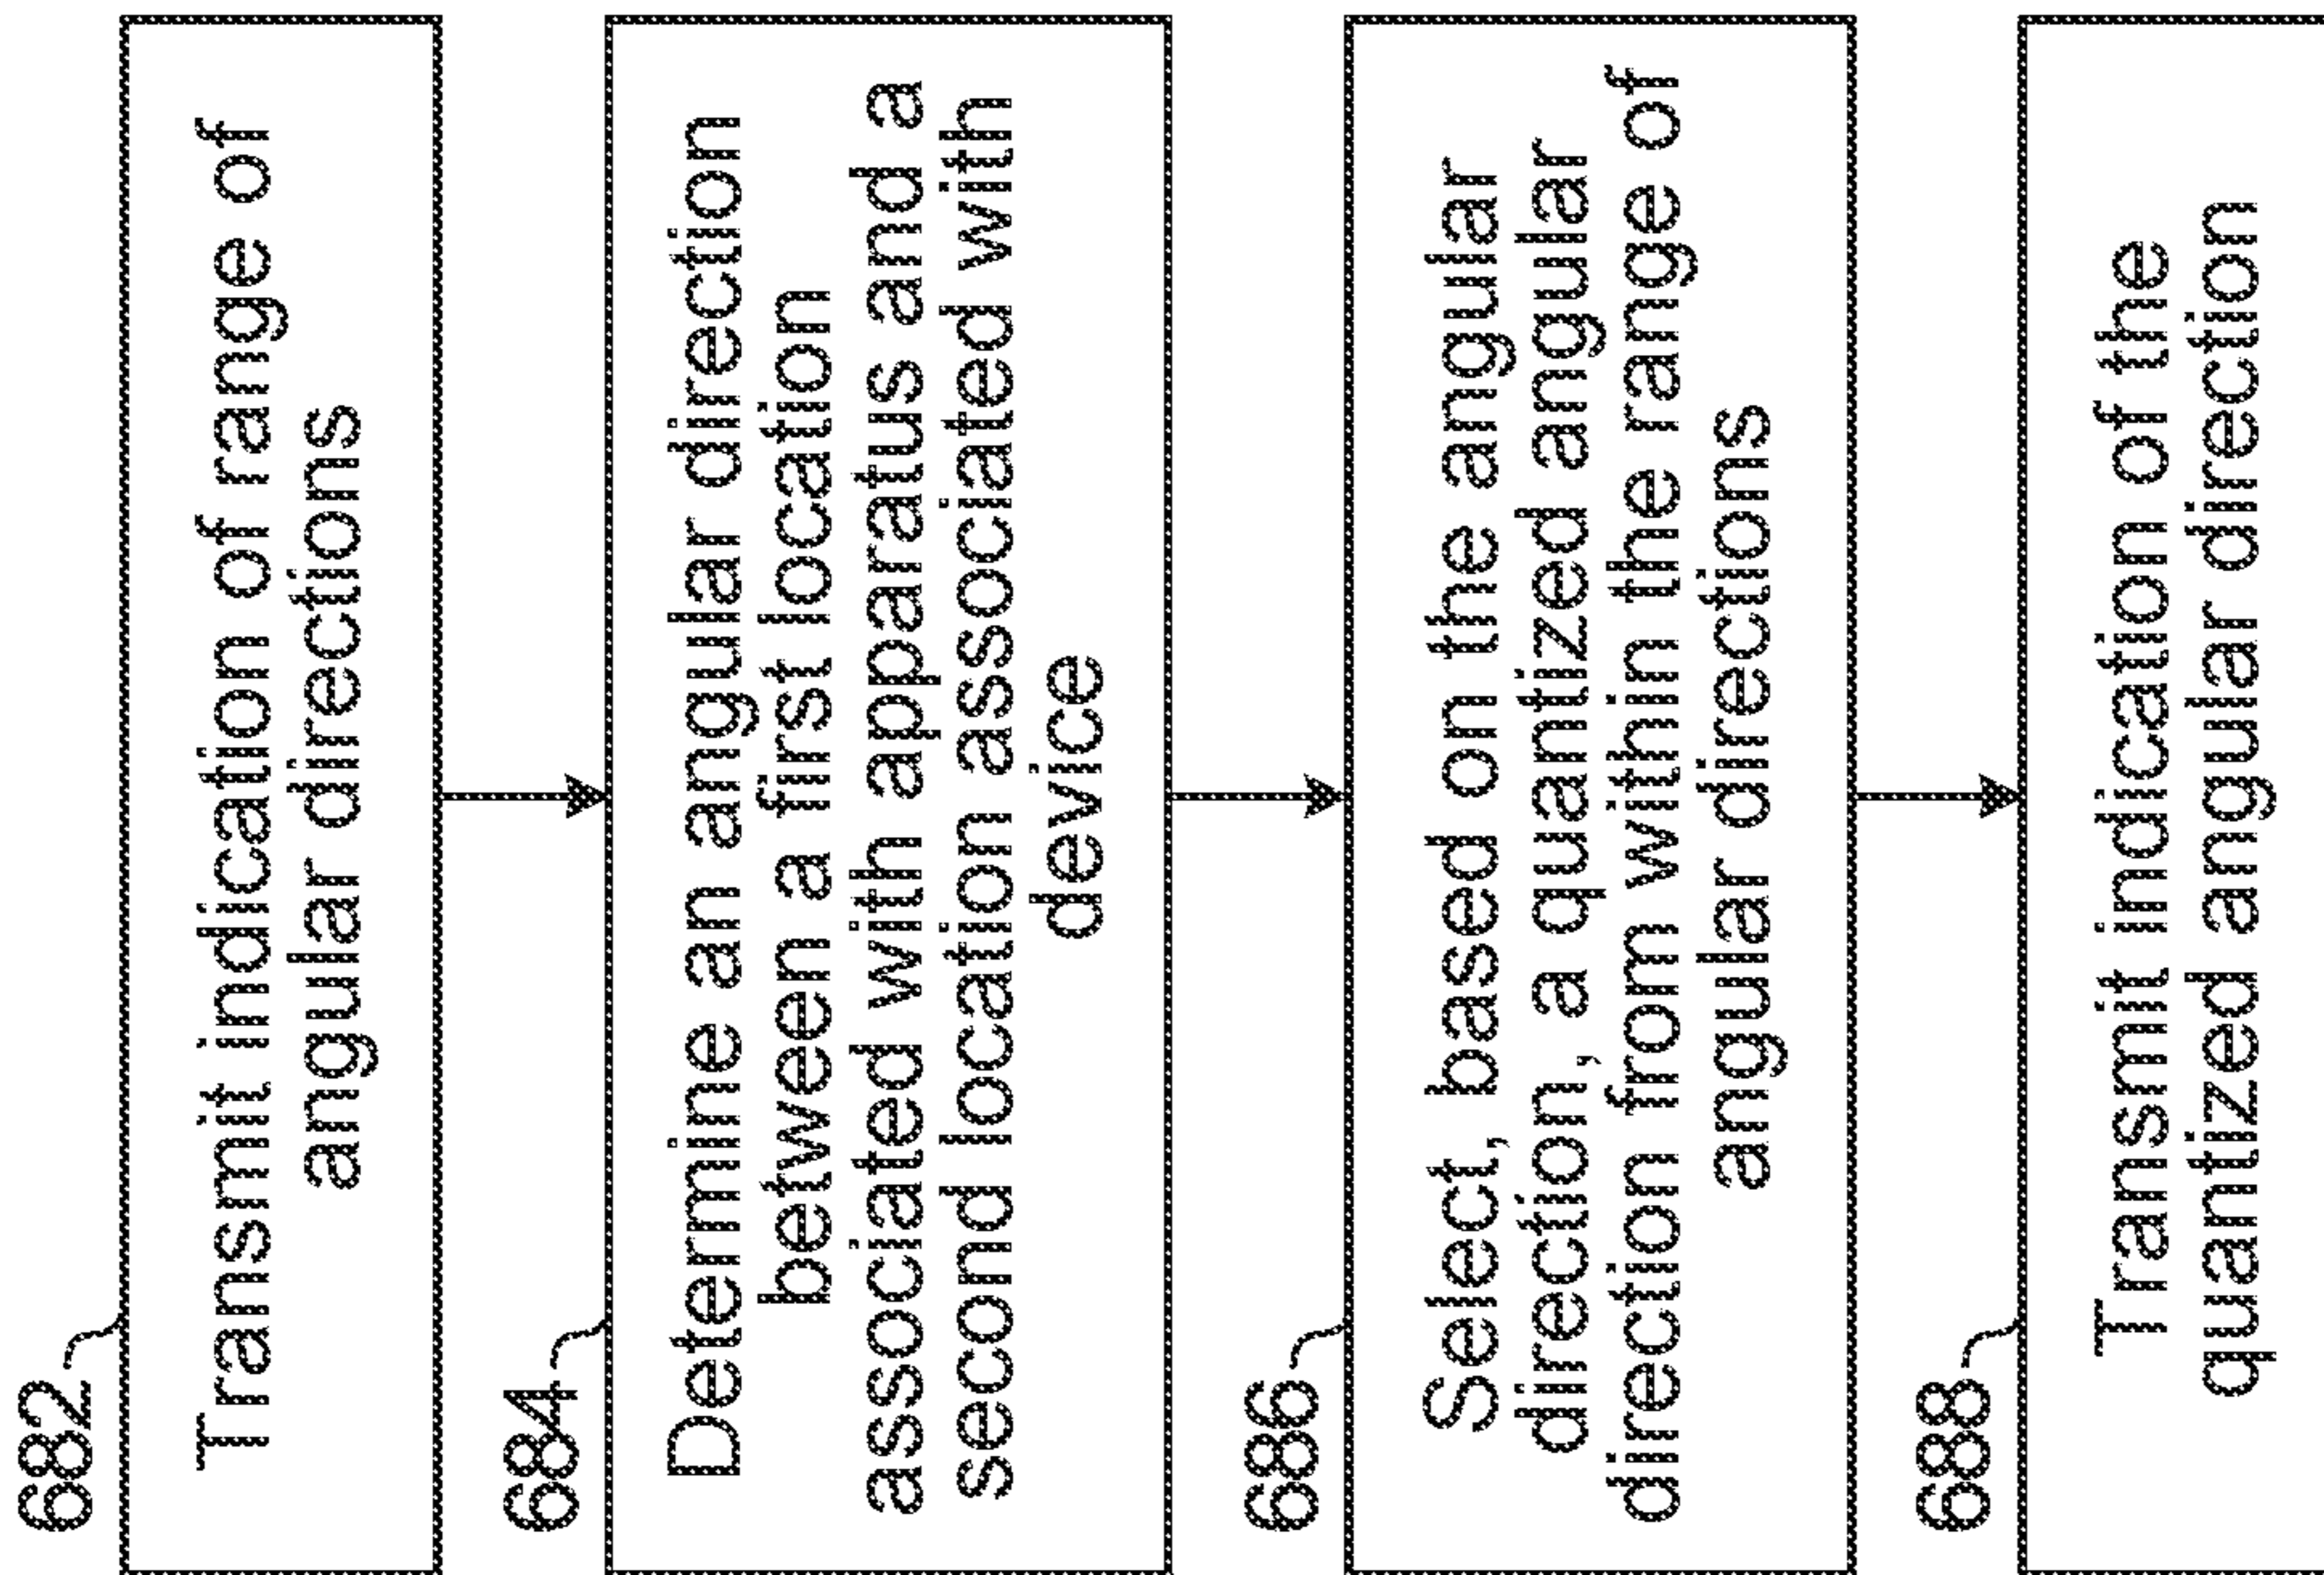 682
Transmit indication of range of
angular directions
684
Determine an angular direction
between a first location
associated with apparatus and a
second location associated with
device
686
Select, based on the angular
direction, a quantized angular
direction from within the range of
angular directions
688
Transmit indication of the
quantized angular direction